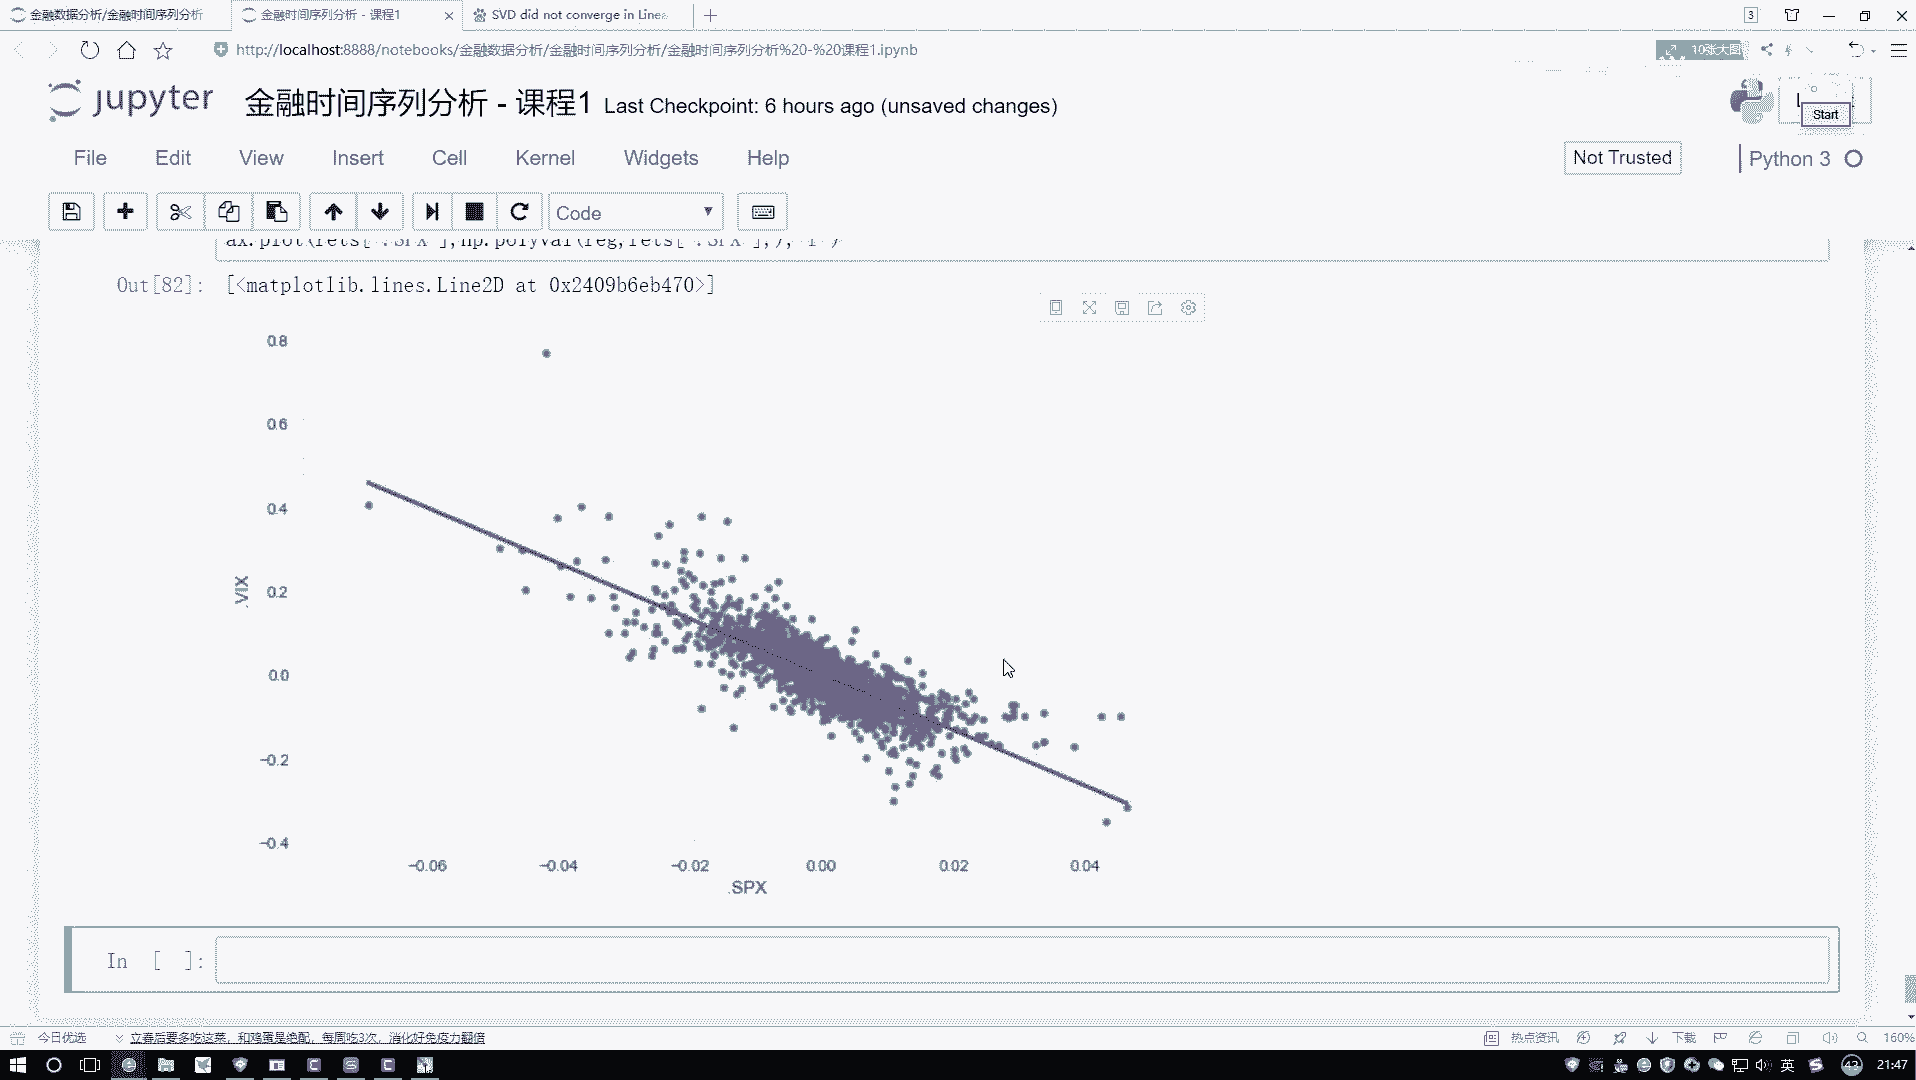 金融数据分析/金融时间序列分析
金融时间序列分析 - 课程1
SVD did not converge in Linea
3
http://localhost:8888/notebooks/金融数据分析/金融时间序列分析/金融时间序列分析%20-%20课程1.ipynb
10张大图
jupyter 金融时间序列分析 - 课程1 Last Checkpoint: 6 hours ago (unsaved changes)
Start
File Edit View Insert Cell Kernel Widgets Help
Not Trusted
Python 3
Code
Out[82]: [<matplotlib.lines.Line2D at 0x2409b6eb470>]
0.8
0.6
0.4
0.2
0.0
−0.2
−0.4
.VIX
−0.06 −0.04 −0.02 0.00 0.02 0.04
.SPX
In [ ]:
今日优选
立春后要多吃这菜，和鸡蛋是绝配，每周吃3次，消化好免疫力翻倍
热点资讯
下载
160%
英
43
21:47